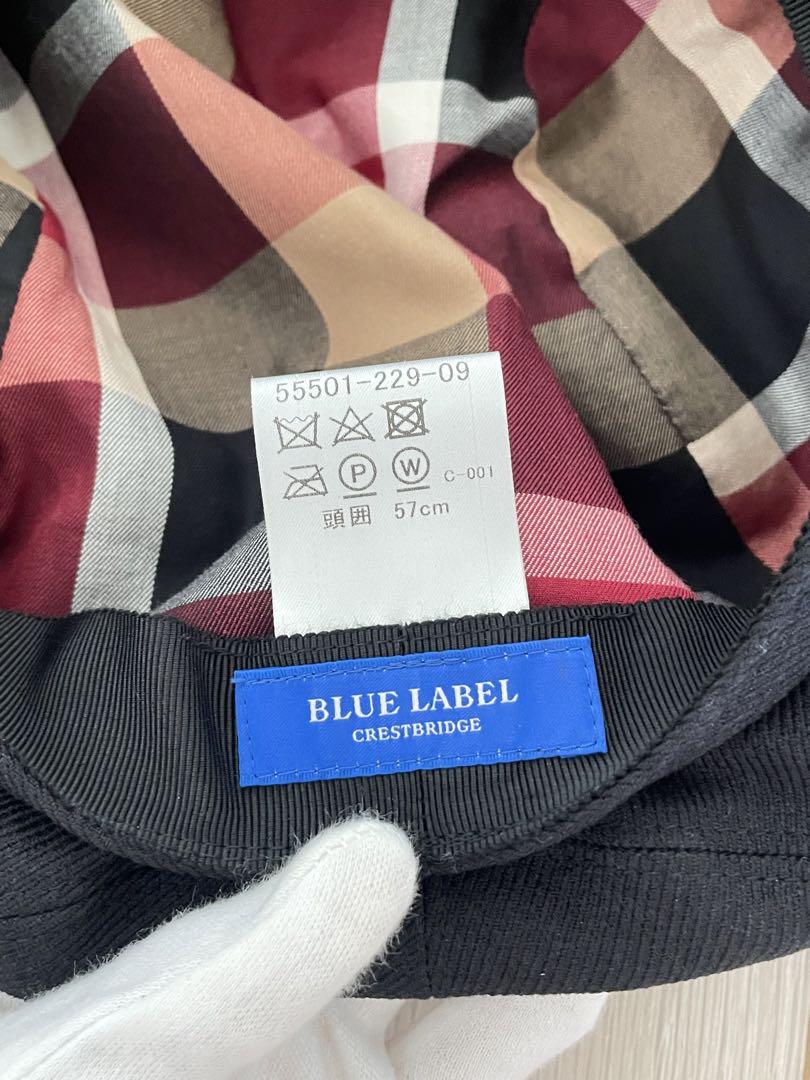 55501-229-09
P W C-001
頭囲 57cm
BLUE LABEL
CRESTBRIDGE